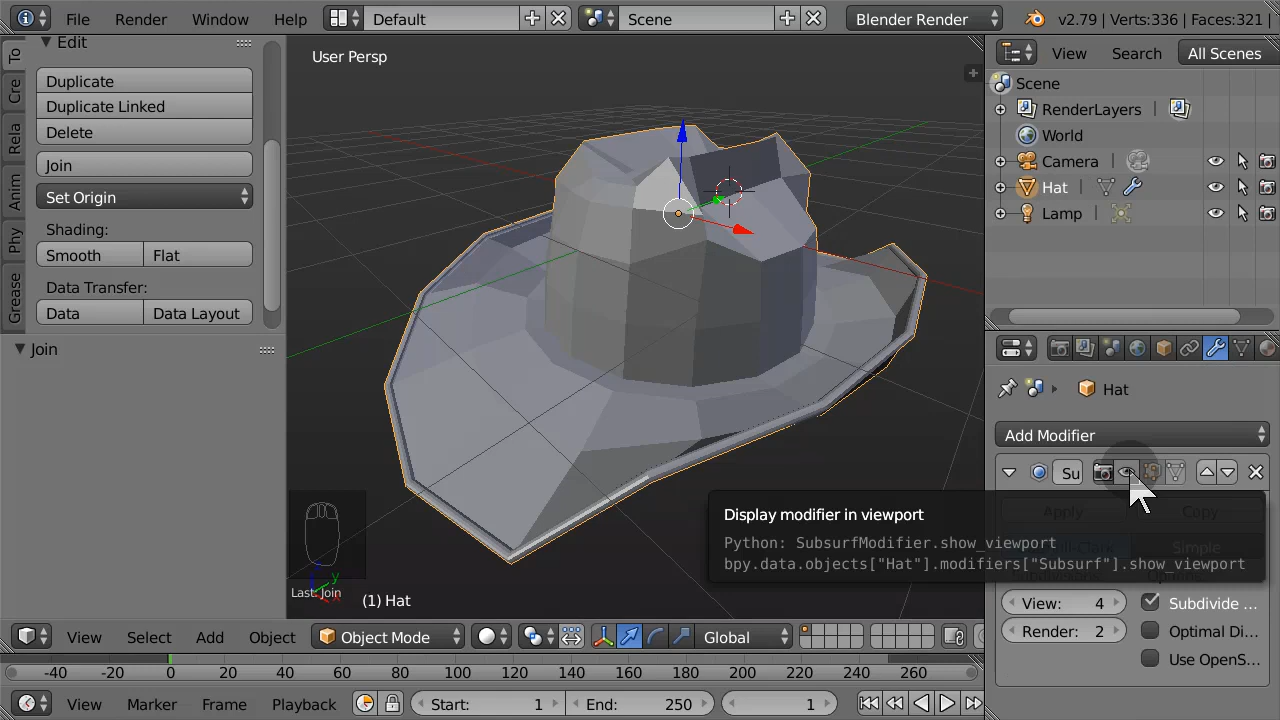 File Render Window Help Default Scene Blender Render v2.79 | Verts:336 | Faces:321 |
To
Cre
Rela
Anim
Phy
Grease
Edit
Duplicate
Duplicate Linked
Delete
Join
Set Origin
Shading:
Smooth Flat
Data Transfer:
Data Data Layout
Join
User Persp
y
Last: Join
(1) Hat
View Search All Scenes
Scene
RenderLayers |
World
Camera |
Hat |
Lamp |
Hat
Add Modifier
Su
Apply Copy
Display modifier in viewport
Python: SubsurfModifier.show_viewport
Simple
bpy.data.objects["Hat"].modifiers["Subsurf"].show_viewport
View: 4 Subdivide ...
Render: 2 Optimal Di...
Use OpenS...
View Select Add Object Object Mode Global
-40 -20 0 20 40 60 80 100 120 140 160 180 200 220 240 260
View Marker Frame Playback Start: 1 End: 250 1